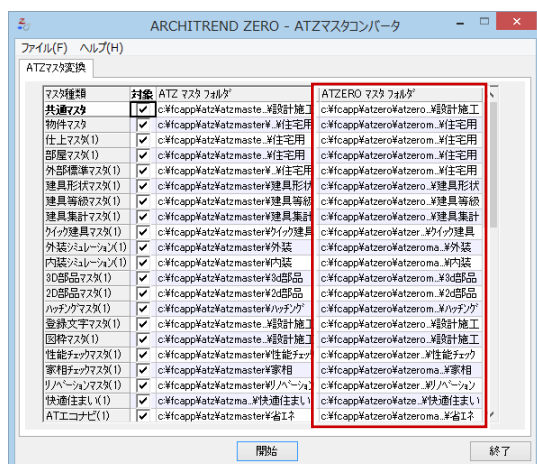 ARCHITREND ZERO - ATZマスタコンバータ
ファイル(F) ヘルプ(H)
ATZマスタ変換
マスタ種類 対象 ATZ マスタ フォルダ ATZERO マスタ フォルダ
共通マスタ c:¥fcapp¥atz¥atzmaste..¥設計施工 c:¥fcapp¥atzero¥atzero..¥設計施工
物件マスタ c:¥fcapp¥atz¥atzmaster¥..¥住宅用 c:¥fcapp¥atzero¥atzerom..¥住宅用
仕上マスタ(1) c:¥fcapp¥atz¥atzmaste..¥住宅用 c:¥fcapp¥atzero¥atzerom..¥住宅用
部屋マスタ(1) c:¥fcapp¥atz¥atzmaste..¥住宅用 c:¥fcapp¥atzero¥atzerom..¥住宅用
外部標準マスタ(1) c:¥fcapp¥atz¥atzmaster¥..¥住宅用 c:¥fcapp¥atzero¥atzerom..¥住宅用
建具形状マスタ(1) c:¥fcapp¥atz¥atzmaster¥建具形状 c:¥fcapp¥atzero¥atzero..¥建具形状
建具等級マスタ(1) c:¥fcapp¥atz¥atzmaster¥建具等級 c:¥fcapp¥atzero¥atzero..¥建具等級
建具集計マスタ(1) c:¥fcapp¥atz¥atzmaster¥建具集計 c:¥fcapp¥atzero¥atzero..¥建具集計
クイック建具マスタ(1) c:¥fcapp¥atz¥atzmaster¥クイック建具 c:¥fcapp¥atzero¥atzer..¥クイック建具
外装シミュレーション(1) c:¥fcapp¥atz¥atzmaster¥外装 c:¥fcapp¥atzero¥atzeroma..¥外装
内装シミュレーション(1) c:¥fcapp¥atz¥atzmaster¥内装 c:¥fcapp¥atzero¥atzeroma..¥内装
3D部品マスタ(1) c:¥fcapp¥atz¥atzmaster¥3d部品 c:¥fcapp¥atzero¥atzeroma..¥3d部品
2D部品マスタ(1) c:¥fcapp¥atz¥atzmaster¥2d部品 c:¥fcapp¥atzero¥atzeroma..¥2d部品
ハッチングマスタ(1) c:¥fcapp¥atz¥atzmaster¥ハッチング c:¥fcapp¥atzero¥atzerom..¥ハッチング
登録文字マスタ(1) c:¥fcapp¥atz¥atzmaste..¥設計施工 c:¥fcapp¥atzero¥atzero..¥設計施工
図枠マスタ(1) c:¥fcapp¥atz¥atzmaste..¥設計施工 c:¥fcapp¥atzero¥atzero..¥設計施工
性能チェックマスタ(1) c:¥fcapp¥atz¥atzmaster¥性能チェック c:¥fcapp¥atzero¥atzer..¥性能チェック
家相チェックマスタ(1) c:¥fcapp¥atz¥atzmaster¥家相 c:¥fcapp¥atzero¥atzeroma..¥家相
リノベーションマスタ(1) c:¥fcapp¥atz¥atzmaster¥リノベーション c:¥fcapp¥atzero¥atzer..¥リノベーション
快適住まい(1) c:¥fcapp¥atz¥atzma..¥快適住まい c:¥fcapp¥atzero¥atze..¥快適住まい
ATエコナビ(1) c:¥fcapp¥atz¥atzmaster¥省エネ c:¥fcapp¥atzero¥atzeroma..¥省エネ
開始 終了